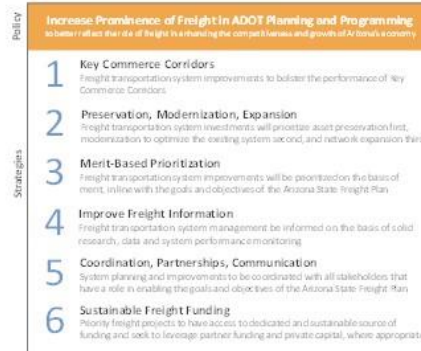 Policy
Increase Prominence of Freight in ADOT Planning and Programming
to better reflect the role of freight in enhancing the competitiveness and growth of Arizona's economy
Strategies
1
Key Commerce Corridors
Freight transportation system improvements to bolster the performance of Key
Commerce Corridors
2
Preservation, Modernization, Expansion
Freight transportation system investments will prioritize asset preservation first,
modernization to optimize the existing system second, and network expansion thir
3
Merit-Based Prioritization
Freight transportation system improvements will be prioritized on the basis of
merit, in line with the goals and objectives of the Arizona State Freight Plan
4
Improve Freight Information
Freight transportation system management be informed on the basis of solid
research, data and system performance monitoring
5
Coordination, Partnerships, Communication
System planning and improvements to be coordinated with all stakeholders that
have a role in enabling the goals and objectives of the Arizona State Freight Plan
6
Sustainable Freight Funding
Priority freight projects to have access to dedicated and sustainable source of
funding and seek to leverage partner funding and private capital, where appropriat